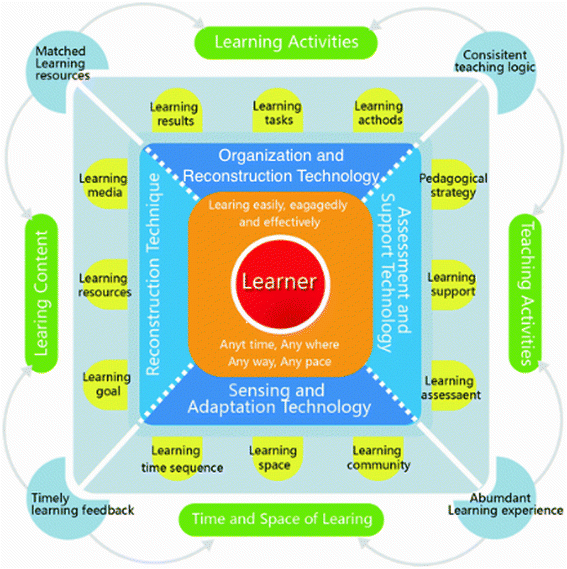 Learning Activities
Matched
Learning
resources
Consisitent
teaching logic
Learning
results
Learning
tasks
Learning
acthods
Organization and
Reconstruction Technology
Learning
media
Pedagogical
strategy
Learing easily, eagagedly
and effectively
Reconstruction Technique
Assessment and
Support Technology
Learing Content
Teaching Activities
Learning
resources
Learner
Learning
support
Anyt time, Any where
Any way, Any pace
Learning
goal
Learning
assessaent
Sensing and
Adaptation Technology
Learning
time sequence
Learning
space
Learning
community
Timely
learning feedback
Abumdant
Learning experience
Time and Space of Learing